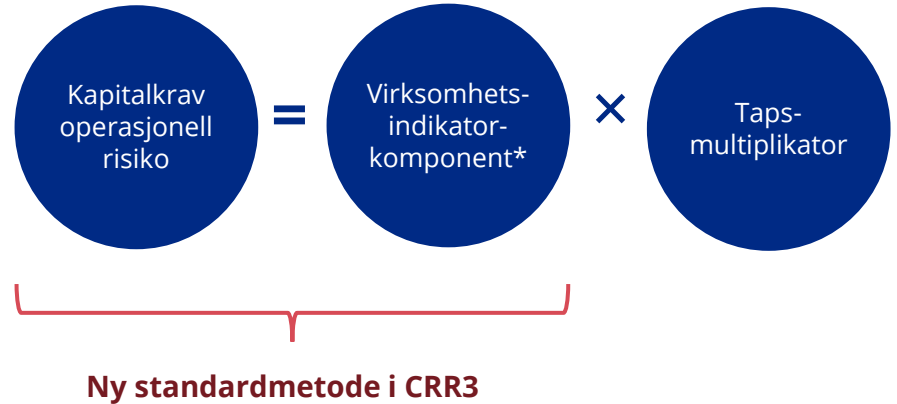 Kapitalkrav
operasjonell
risiko
=
Virksomhets-
indikator-
komponent*
×
Taps-
multiplikator
Ny standardmetode i CRR3